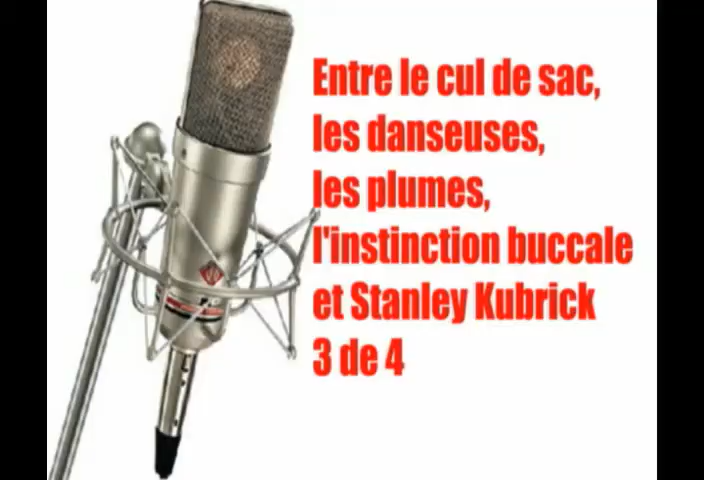 Entre le cul de sac,
les danseuses,
les plumes,
l'instinction buccale
et Stanley Kubrick
3 de 4